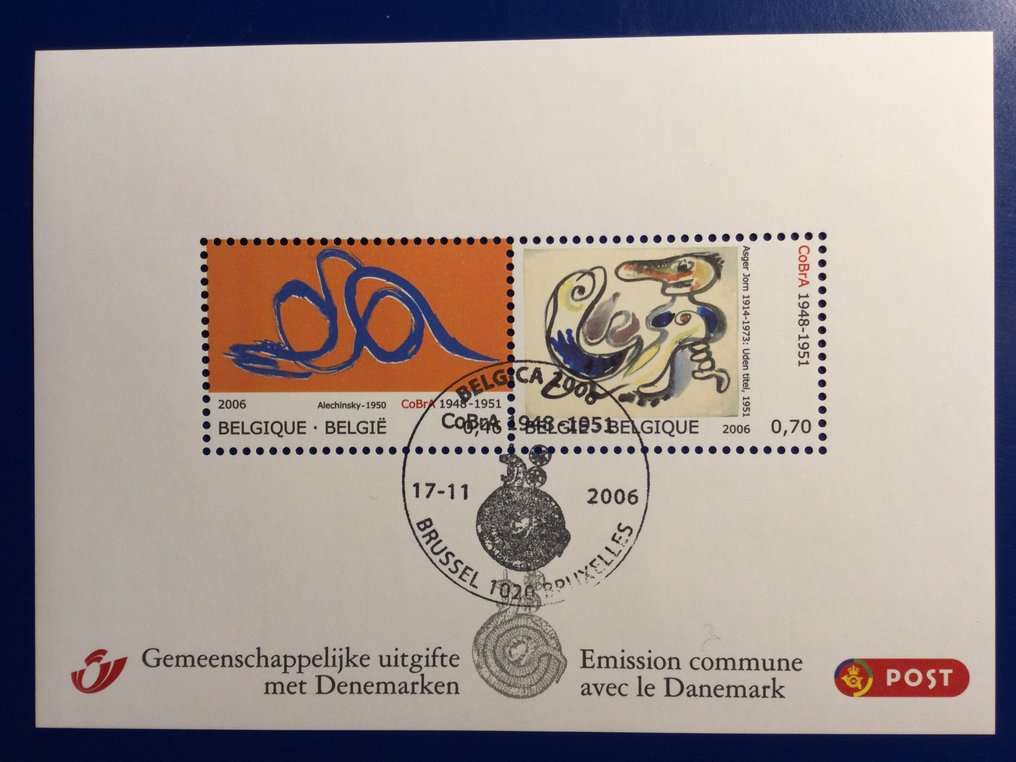 2006 Alechinsky-1950 CoBrA 1948-1951
BELGIQUE · BELGIË 0,46
CoBrA 1948-1951
Asger Jorn 1914-1973: Uden titel, 1951
BELGIË · BELGIQUE 2006 0,70
BELGICA 2006
CoBrA 1948-1951
17-11 2006
BRUSSEL 1020 BRUXELLES
Gemeenschappelijke uitgifte
met Denemarken
Emission commune
avec le Danemark
POST